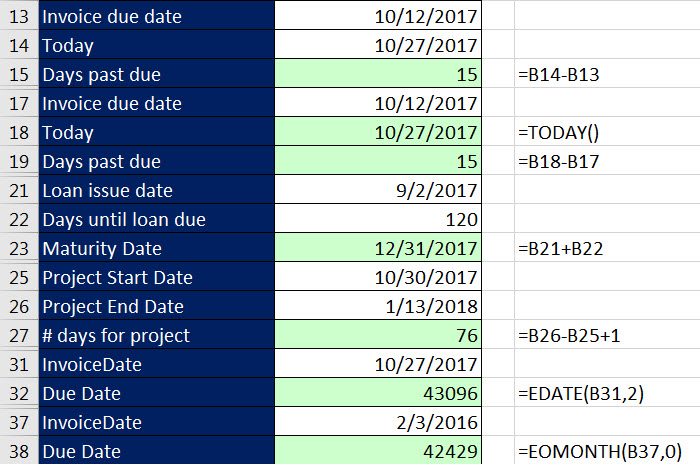 13 Invoice due date 10/12/2017
14 Today 10/27/2017
15 Days past due 15 =B14-B13
17 Invoice due date 10/12/2017
18 Today 10/27/2017 =TODAY()
19 Days past due 15 =B18-B17
21 Loan issue date 9/2/2017
22 Days until loan due 120
23 Maturity Date 12/31/2017 =B21+B22
25 Project Start Date 10/30/2017
26 Project End Date 1/13/2018
27 # days for project 76 =B26-B25+1
31 InvoiceDate 10/27/2017
32 Due Date 43096 =EDATE(B31,2)
37 InvoiceDate 2/3/2016
38 Due Date 42429 =EOMONTH(B37,0)